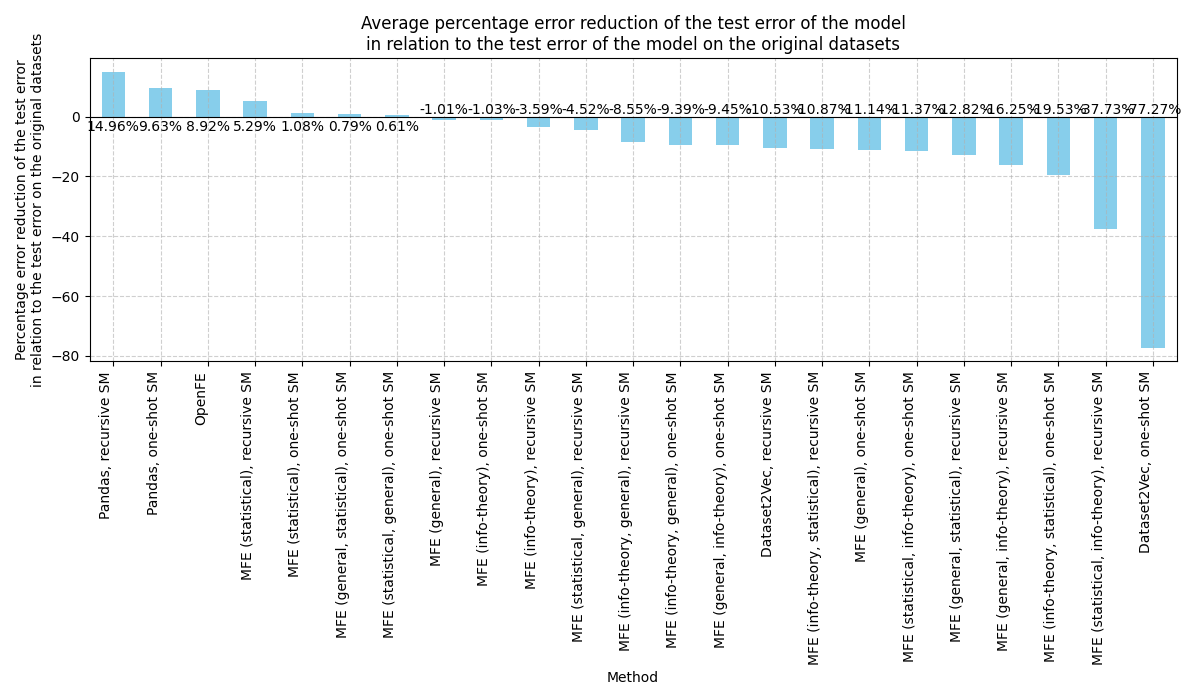 Average percentage error reduction of the test error of the model
in relation to the test error of the model on the original datasets
Percentage error reduction of the test error
in relation to the test error on the original datasets
0
−20
−40
−60
−80
14.96%
9.63%
8.92%
5.29%
1.08%
0.79%
0.61%
-1.01%
-1.03%
-3.59%
-4.52%
-8.55%
-9.39%
-9.45%
-10.53%
-10.87%
-11.14%
-11.37%
-12.82%
-16.25%
-19.53%
-37.73%
-77.27%
Pandas, recursive SM
Pandas, one-shot SM
OpenFE
MFE (statistical), recursive SM
MFE (statistical), one-shot SM
MFE (general, statistical), one-shot SM
MFE (statistical, general), one-shot SM
MFE (general), recursive SM
MFE (info-theory), one-shot SM
MFE (info-theory), recursive SM
MFE (statistical, general), recursive SM
MFE (info-theory, general), recursive SM
MFE (info-theory, general), one-shot SM
MFE (general, info-theory), one-shot SM
Dataset2Vec, recursive SM
MFE (info-theory, statistical), recursive SM
MFE (general), one-shot SM
MFE (statistical, info-theory), one-shot SM
MFE (general, statistical), recursive SM
MFE (general, info-theory), recursive SM
MFE (info-theory, statistical), one-shot SM
MFE (statistical, info-theory), recursive SM
Dataset2Vec, one-shot SM
Method